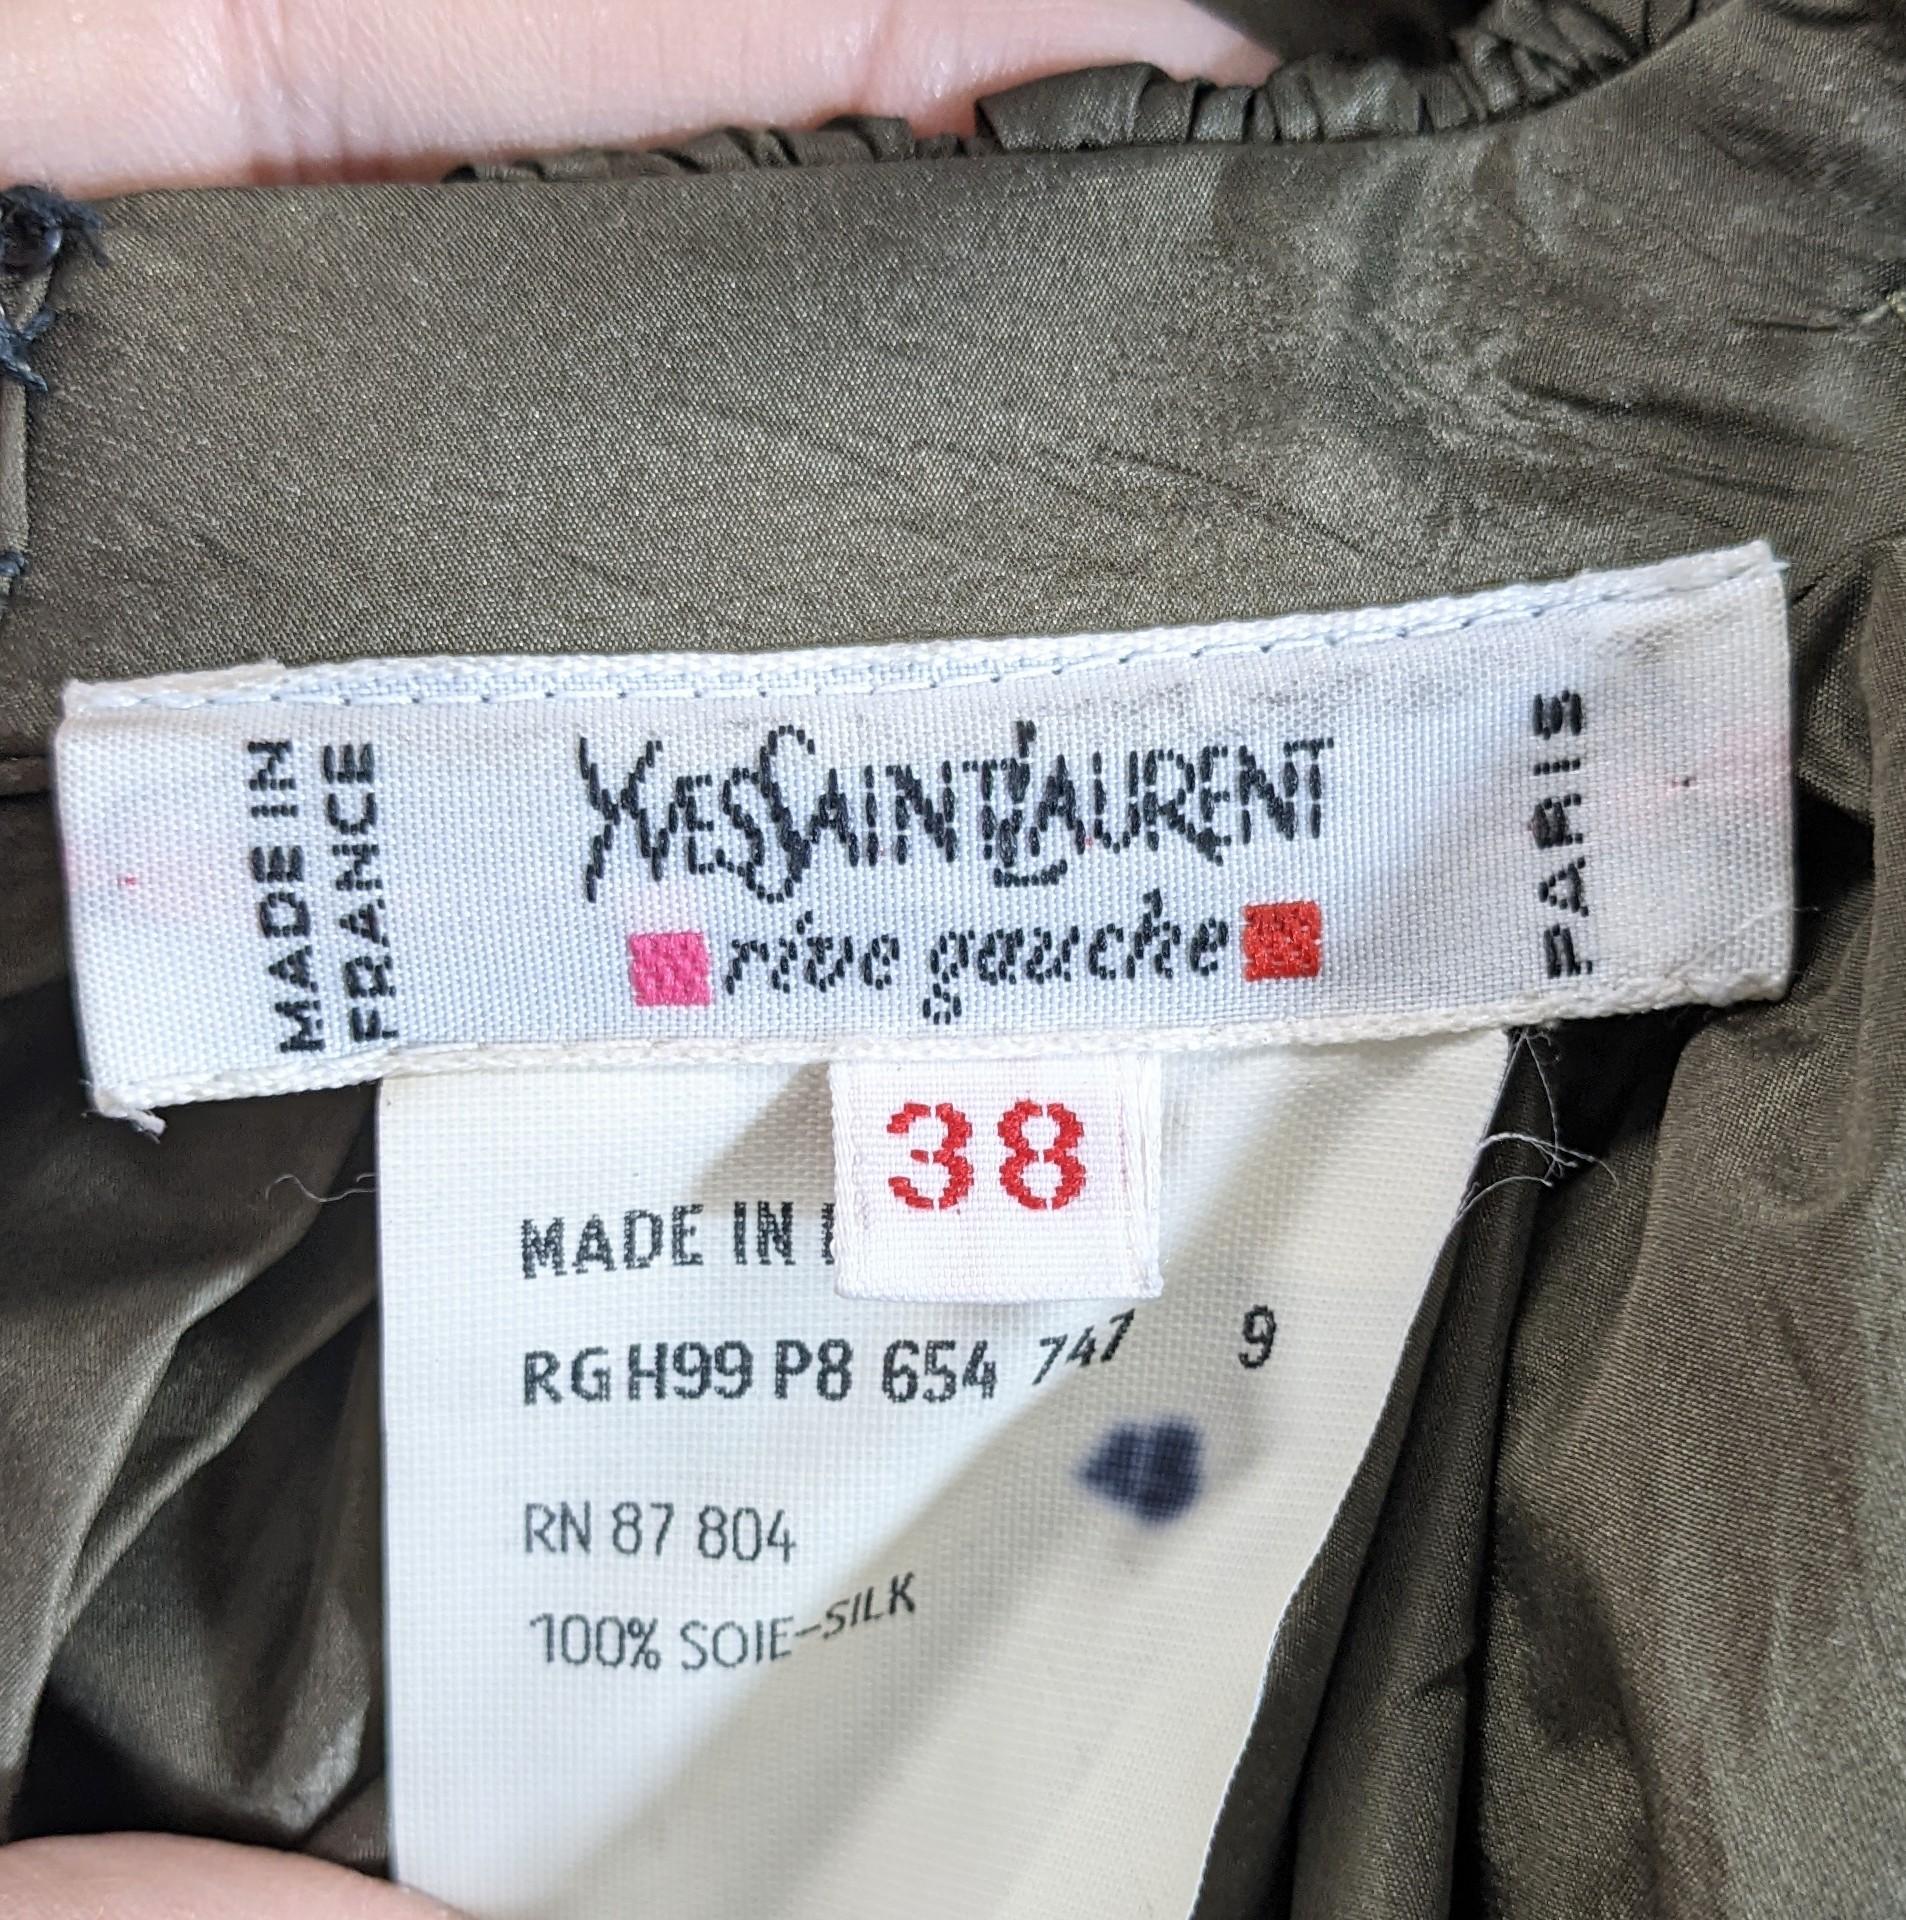 MADE IN
FRANCE
YVES SAINT LAURENT
rive gauche
PARIS
38
MADE IN
RG H99 P8 654 747 9
RN 87 804
100% SOIE-SILK